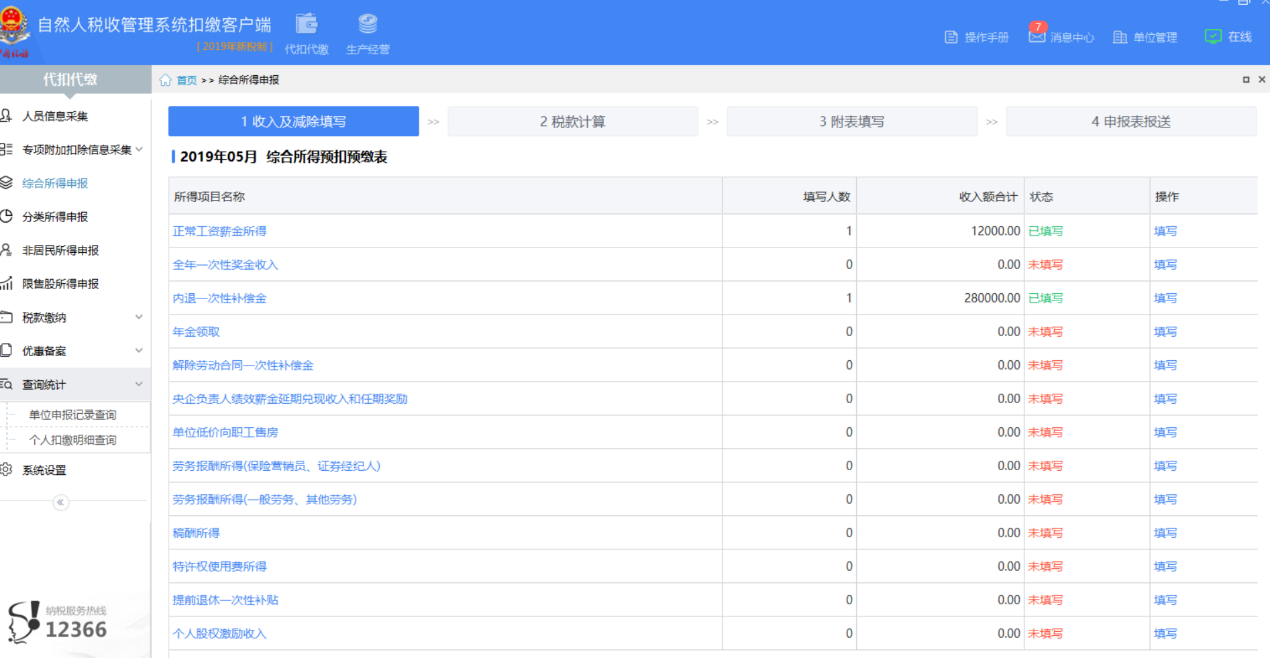 自然人税收管理系统扣缴客户端
[ 2019年新税制 ]
代扣代缴
生产经营
操作手册
7
消息中心
单位管理
在线
代扣代缴
首页 >> 综合所得申报
人员信息采集
专项附加扣除信息采集
综合所得申报
分类所得申报
非居民所得申报
限售股所得申报
税款缴纳
优惠备案
查询统计
单位申报记录查询
个人扣缴明细查询
系统设置
纳税服务热线
12366
1 收入及减除填写 >> 2 税款计算 >> 3 附表填写 >> 4 申报表报送
2019年05月 综合所得预扣预缴表
所得项目名称 填写人数 收入额合计 状态 操作
正常工资薪金所得 1 12000.00 已填写 填写
全年一次性奖金收入 0 0.00 未填写 填写
内退一次性补偿金 1 280000.00 已填写 填写
年金领取 0 0.00 未填写 填写
解除劳动合同一次性补偿金 0 0.00 未填写 填写
央企负责人绩效薪金延期兑现收入和任期奖励 0 0.00 未填写 填写
单位低价向职工售房 0 0.00 未填写 填写
劳务报酬所得(保险营销员、证券经纪人) 0 0.00 未填写 填写
劳务报酬所得(一般劳务、其他劳务) 0 0.00 未填写 填写
稿酬所得 0 0.00 未填写 填写
特许权使用费所得 0 0.00 未填写 填写
提前退休一次性补贴 0 0.00 未填写 填写
个人股权激励收入 0 0.00 未填写 填写